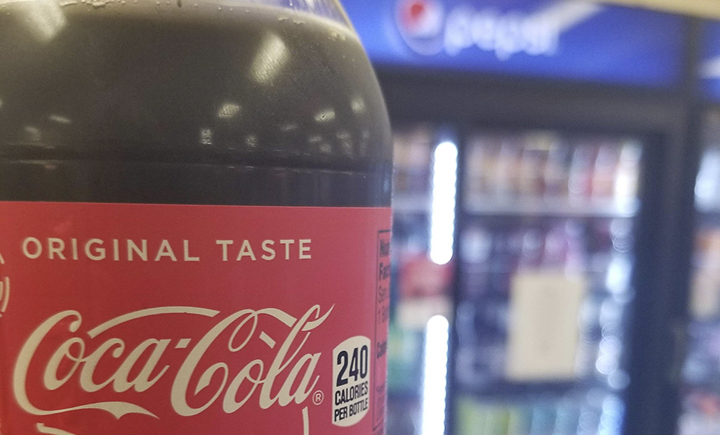 pepsi
ORIGINAL TASTE
Coca-Cola®
240
CALORIES
PER BOTTLE